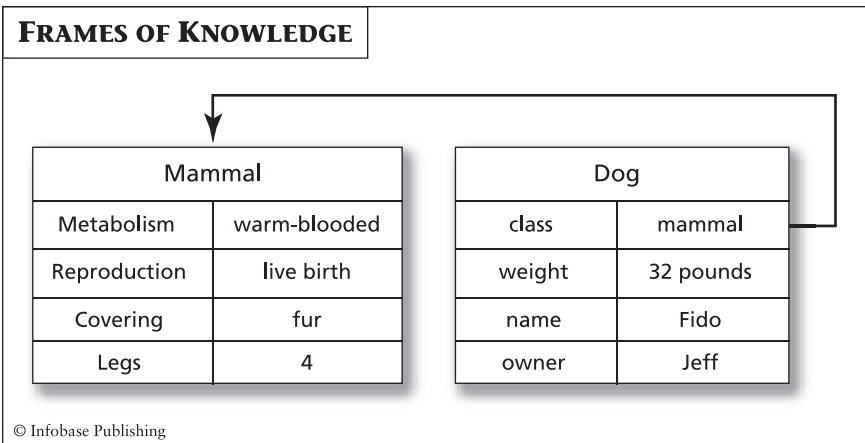 FRAMES OF KNOWLEDGE
Mammal
Metabolism warm-blooded
Reproduction live birth
Covering fur
Legs 4
Dog
class mammal
weight 32 pounds
name Fido
owner Jeff
© Infobase Publishing